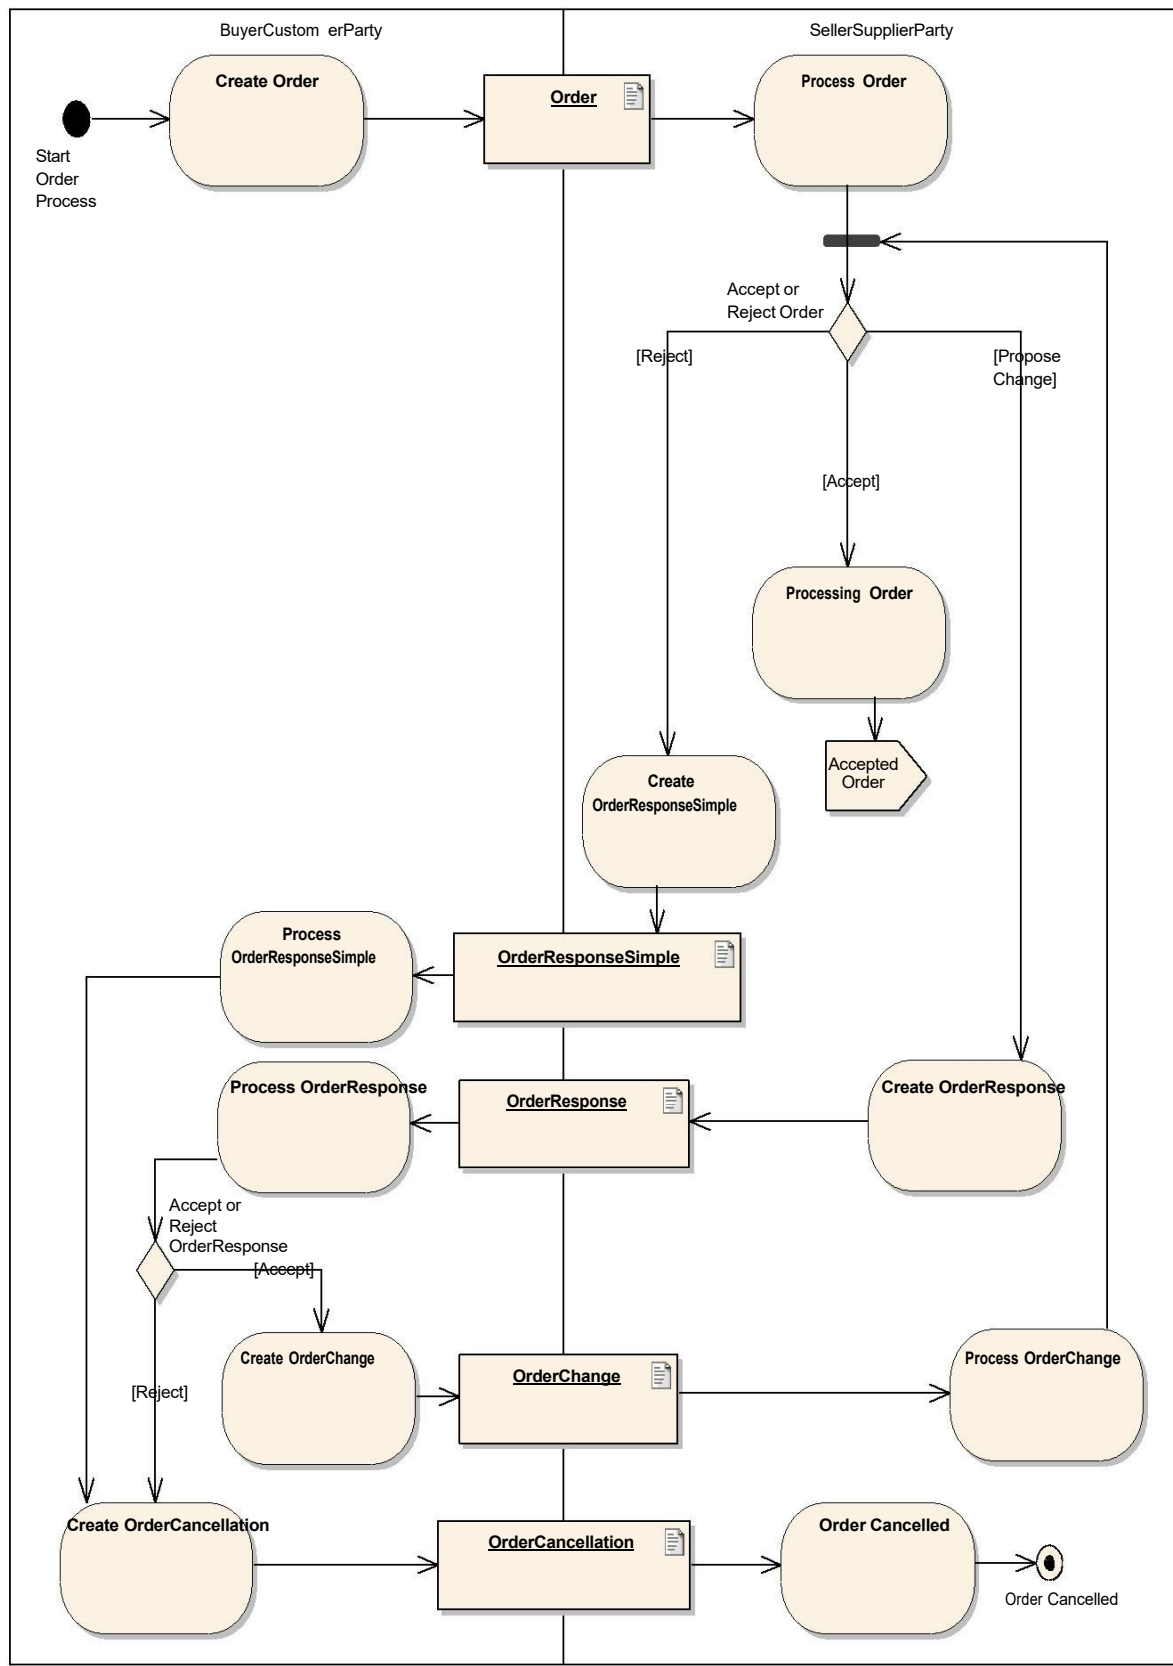 BuyerCustom erParty
SellerSupplierParty
Create Order
Order
Process Order
Start
Order
Process
Accept or
Reject Order
[Reject]
[Propose
Change]
[Accept]
Processing Order
Accepted
Order
Create
OrderResponseSimple
Process
OrderResponseSimple
OrderResponseSimple
Process OrderResponse
OrderResponse
Create OrderResponse
Accept or
Reject
OrderResponse
[Accept]
Create OrderChange
OrderChange
Process OrderChange
[Reject]
Create OrderCancellation
OrderCancellation
Order Cancelled
Order Cancelled